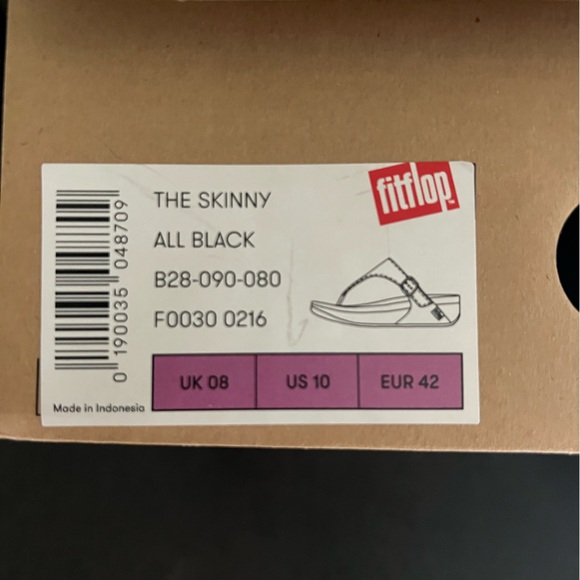 fitflop™
THE SKINNY
ALL BLACK
B28-090-080
F0030 0216
0 190035 048709
UK 08 US 10 EUR 42
Made in Indonesia